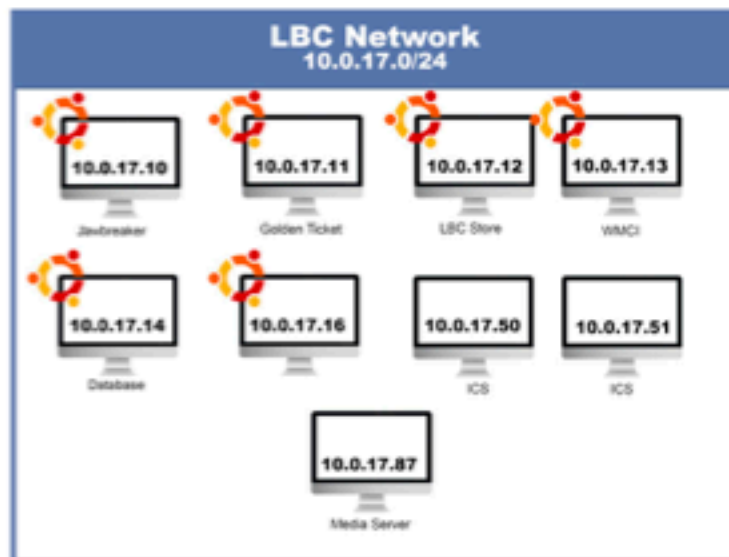 LBC Network
10.0.17.0/24
10.0.17.10
10.0.17.11
10.0.17.12
10.0.17.13
Jawbreaker
Golden Ticket
LBC Store
WMCI
10.0.17.14
10.0.17.16
10.0.17.50
10.0.17.51
Database
ICS
ICS
10.0.17.87
Media Server